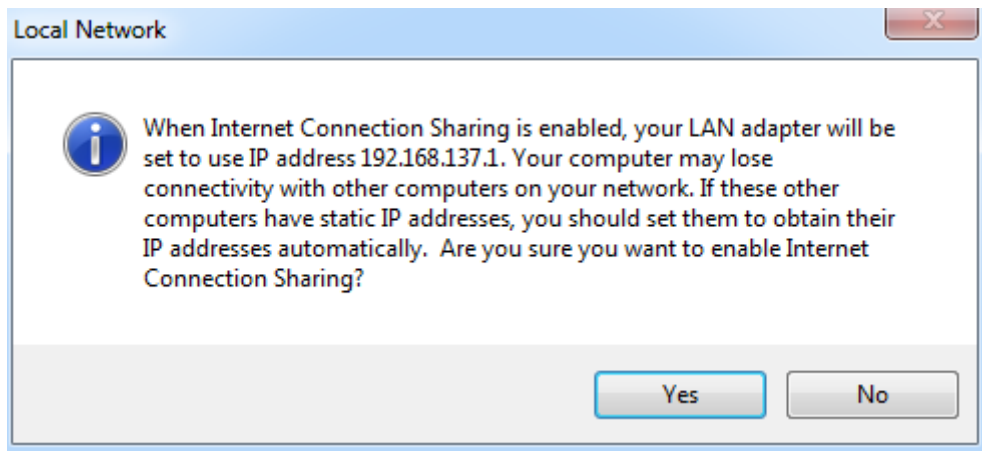 Local Network
When Internet Connection Sharing is enabled, your LAN adapter will be
set to use IP address 192.168.137.1. Your computer may lose
connectivity with other computers on your network. If these other
computers have static IP addresses, you should set them to obtain their
IP addresses automatically.  Are you sure you want to enable Internet
Connection Sharing?
Yes
No